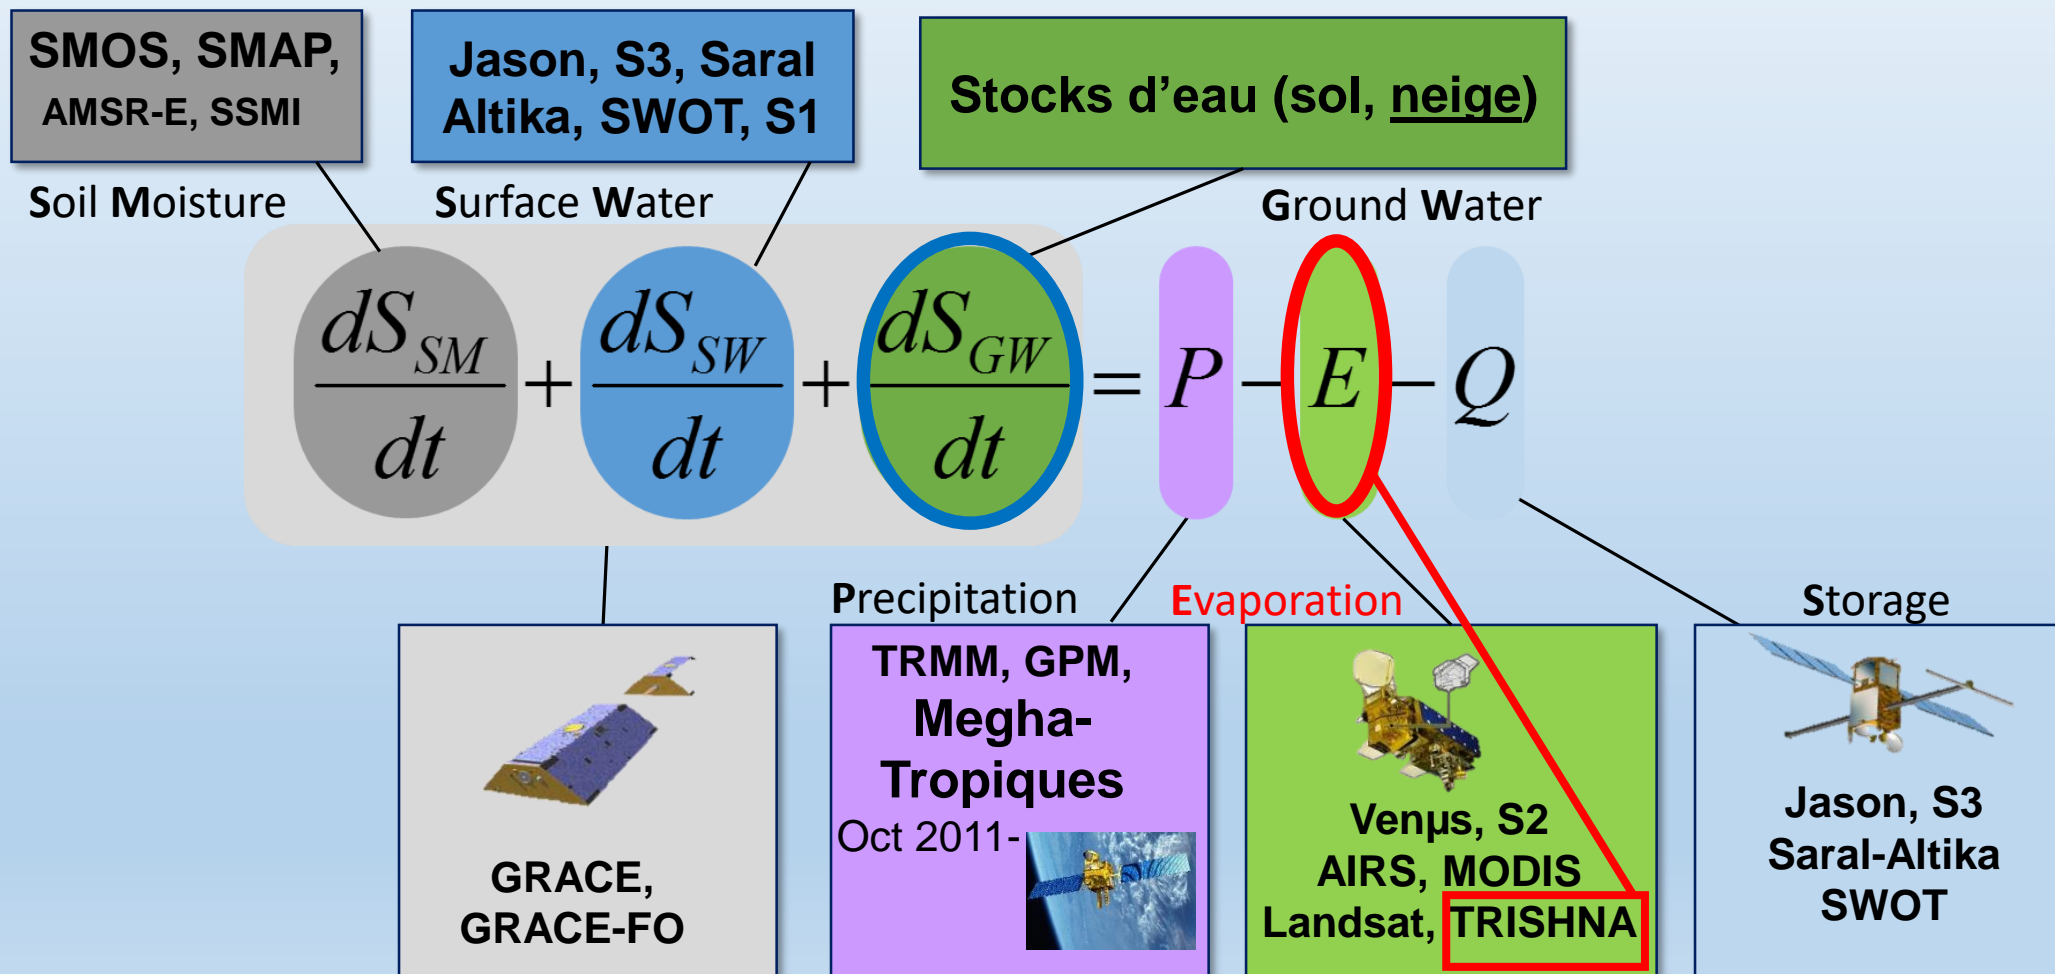 SMOS, SMAP,
AMSR-E, SSMI
Jason, S3, Saral
Altika, SWOT, S1
Stocks d’eau (sol, neige)
Soil Moisture
Surface Water
Ground Water
dS_SM/dt + dS_SW/dt + dS_GW/dt = P − E − Q
Precipitation
Evaporation
Storage
GRACE,
GRACE-FO
TRMM, GPM,
Megha-
Tropiques
Oct 2011-
Venµs, S2
AIRS, MODIS
Landsat, TRISHNA
Jason, S3
Saral-Altika
SWOT